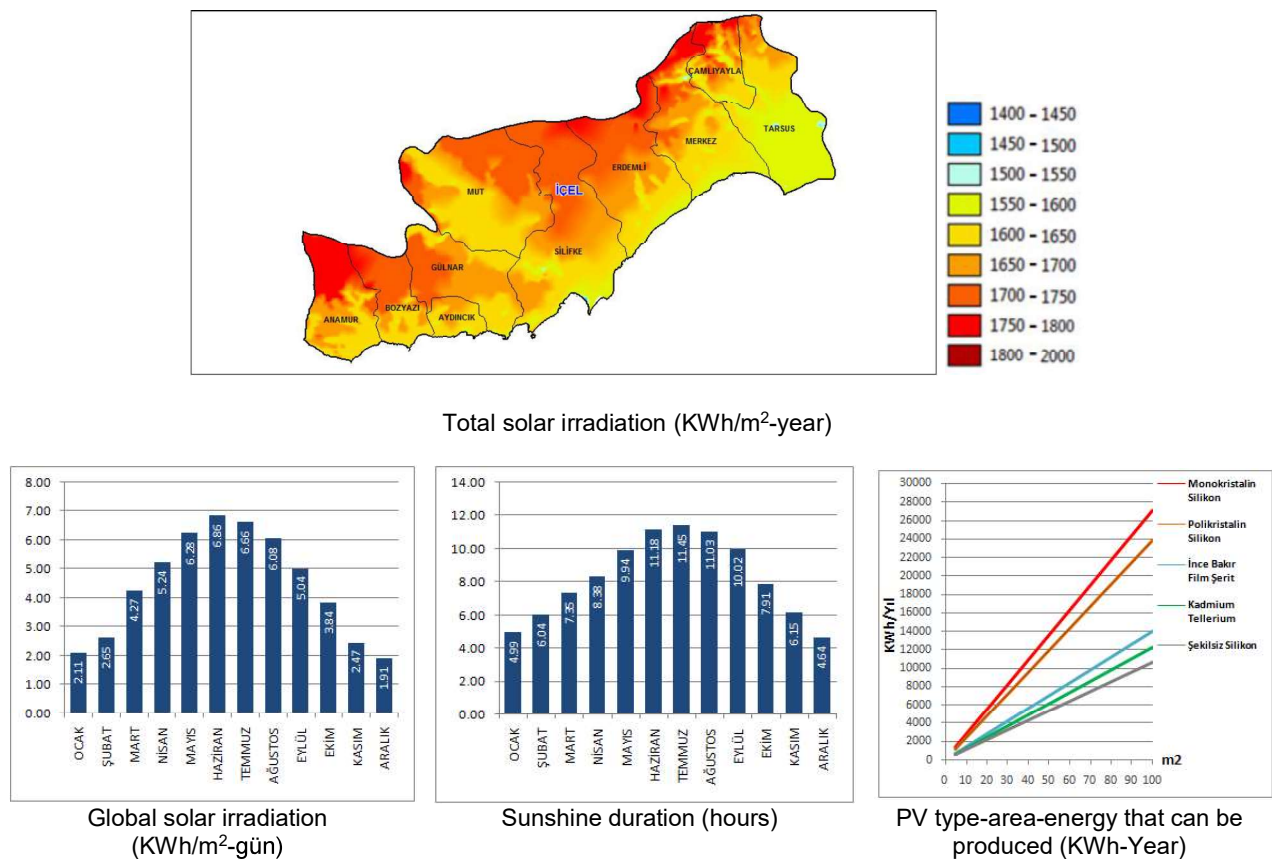 ÇAMLIYAYLA
TARSUS
MERKEZ
ERDEMLİ
MUT
İÇEL
SİLİFKE
GÜLNAR
BOZYAZI
AYDINCIK
ANAMUR
1400 - 1450
1450 - 1500
1500 - 1550
1550 - 1600
1600 - 1650
1650 - 1700
1700 - 1750
1750 - 1800
1800 - 2000
Total solar irradiation (KWh/m²-year)
8.00
7.00
6.00
5.00
4.00
3.00
2.00
1.00
0.00
2.11
2.65
4.27
5.24
6.28
6.86
6.66
6.08
5.04
3.84
2.47
1.91
OCAK
ŞUBAT
MART
NİSAN
MAYIS
HAZİRAN
TEMMUZ
AĞUSTOS
EYLÜL
EKİM
KASIM
ARALIK
Global solar irradiation
(KWh/m²-gün)
14.00
12.00
10.00
8.00
6.00
4.00
2.00
0.00
4.99
6.04
7.35
8.38
9.94
11.18
11.45
11.03
10.02
7.91
6.15
4.64
OCAK
ŞUBAT
MART
NİSAN
MAYIS
HAZİRAN
TEMMUZ
AĞUSTOS
EYLÜL
EKİM
KASIM
ARALIK
Sunshine duration (hours)
KWh/Yıl
30000
28000
26000
24000
22000
20000
18000
16000
14000
12000
10000
8000
6000
4000
2000
0
0 10 20 30 40 50 60 70 80 90 100
m2
Monokristalin
Silikon
Polikristalin
Silikon
İnce Bakır
Film Şerit
Kadmium
Tellerium
Şekilsiz Silikon
PV type-area-energy that can be
produced (KWh-Year)